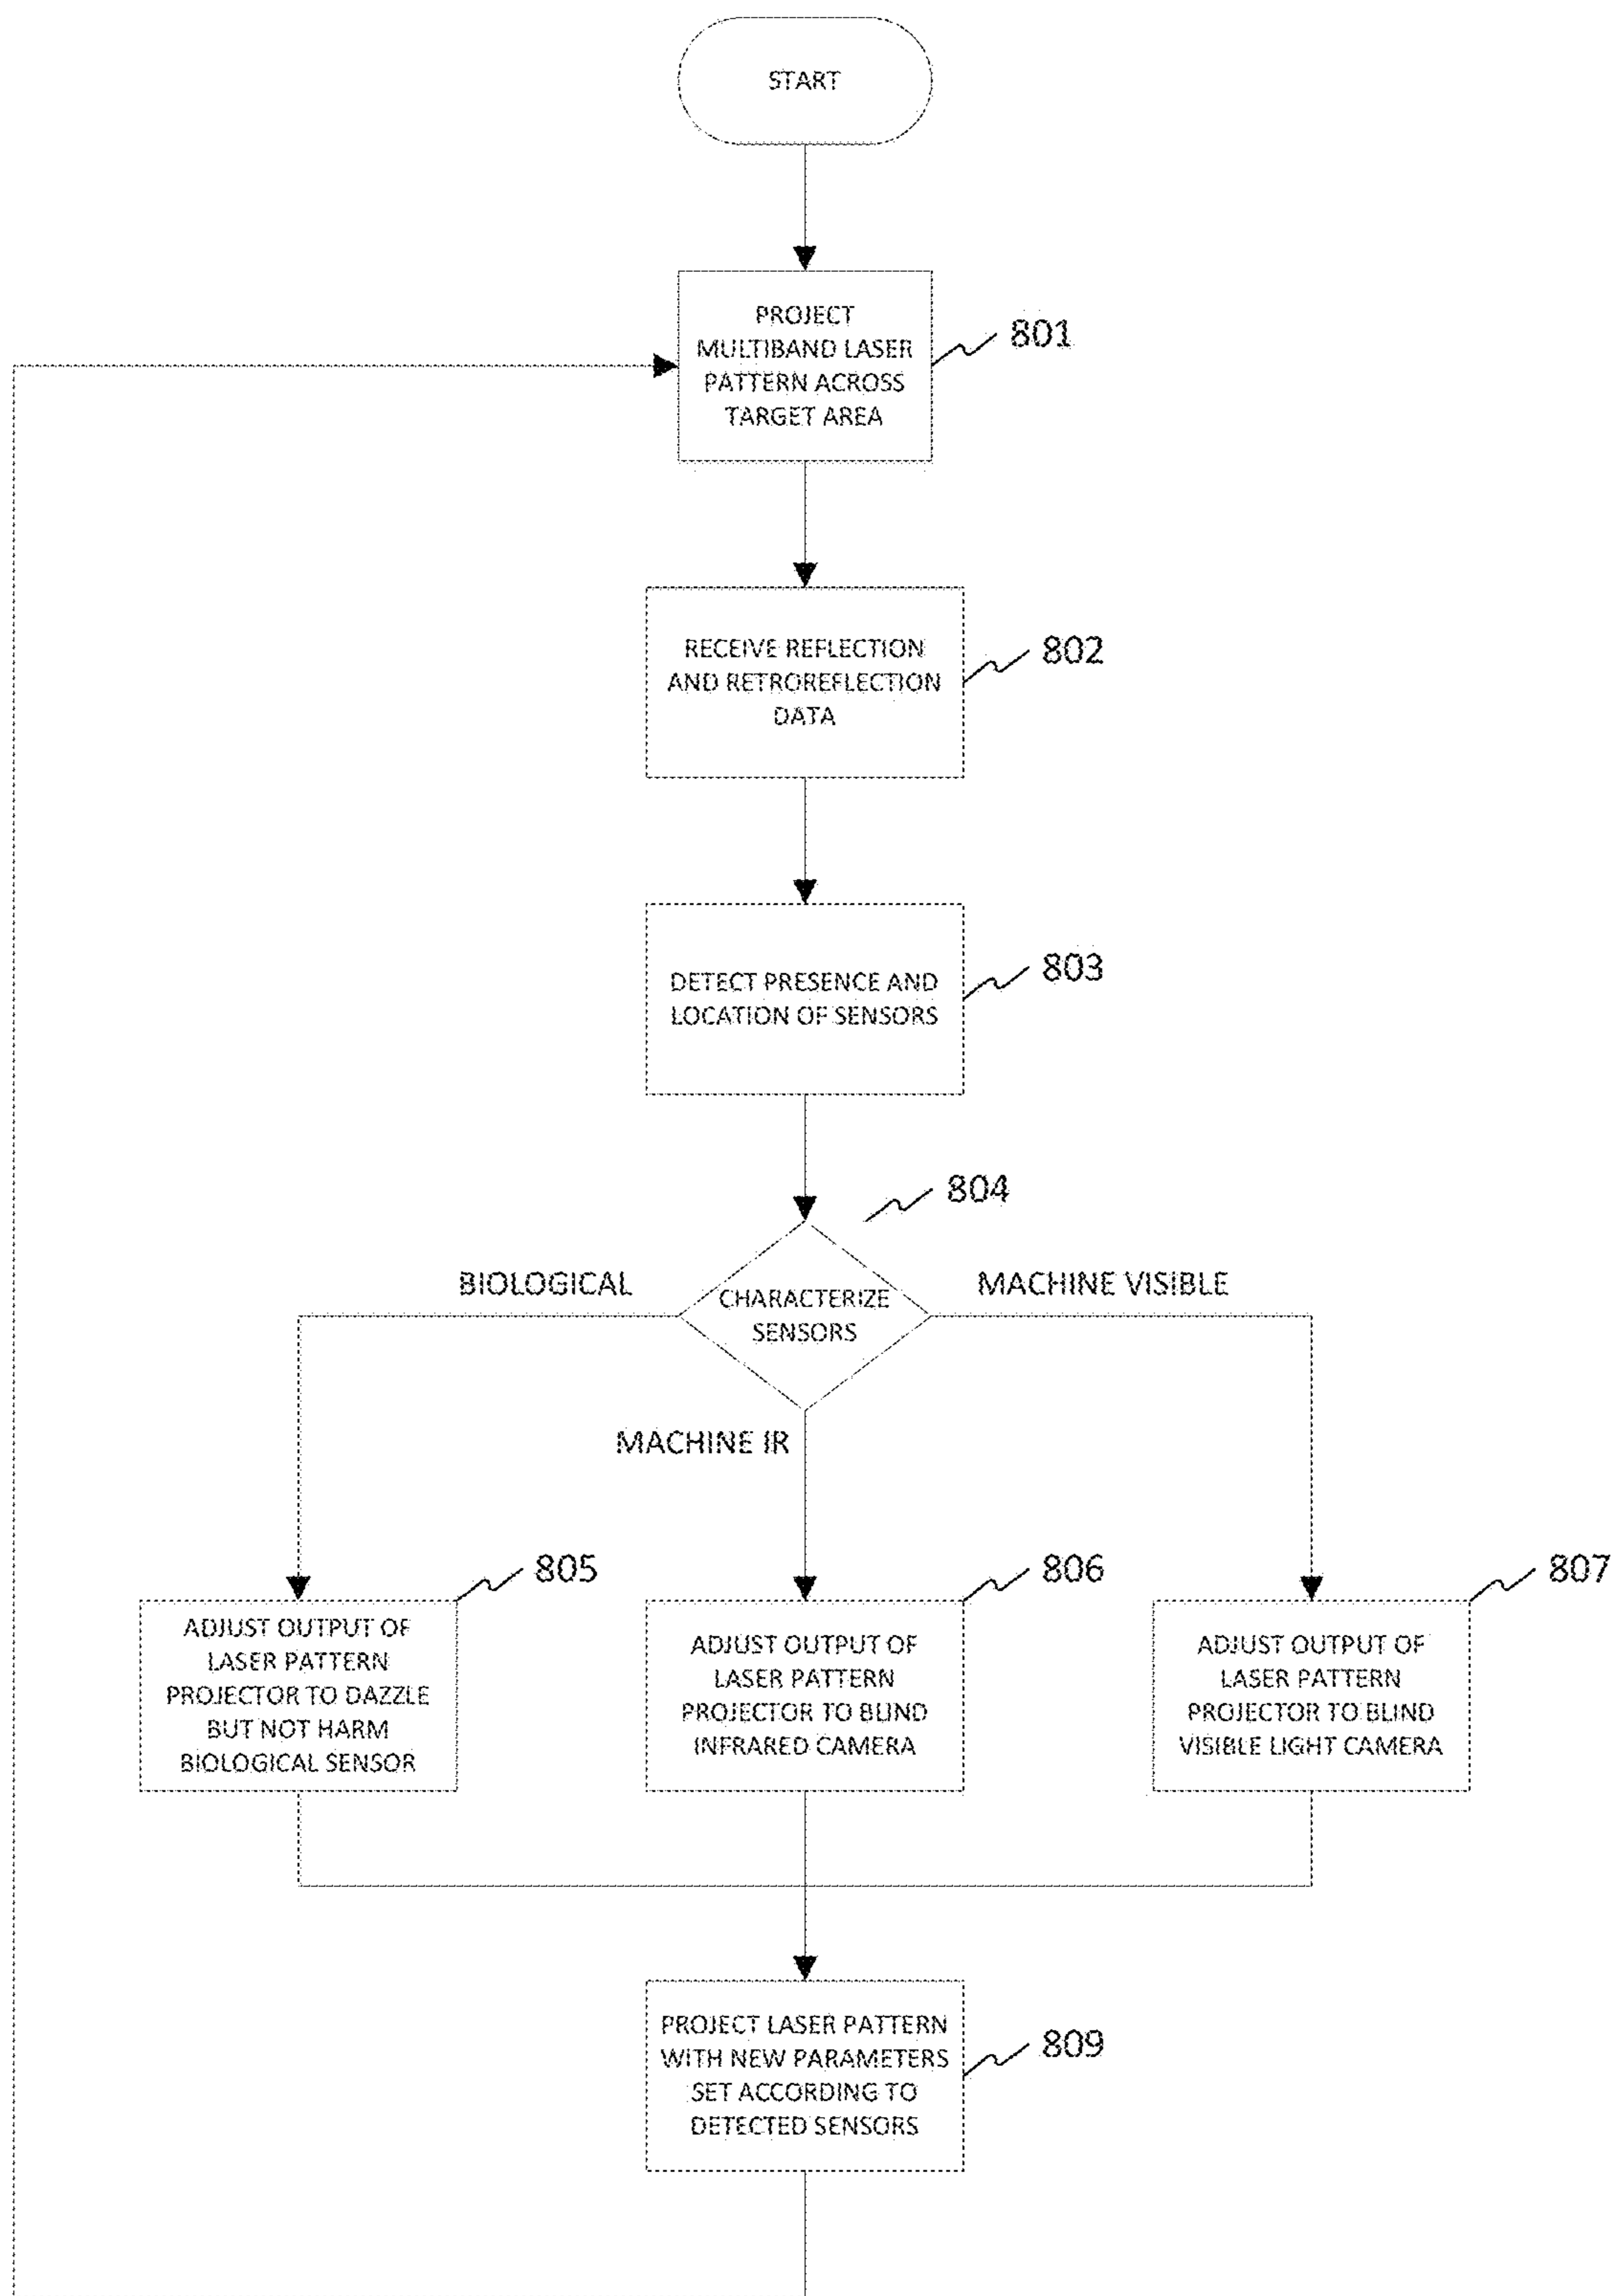 START
PROJECT
MULTIBAND LASER
PATTERN ACROSS
TARGET AREA
801
RECEIVE REFLECTION
AND RETROREFLECTION
DATA
802
DETECT PRESENCE AND
LOCATION OF SENSORS
803
804
CHARACTERIZE
SENSORS
BIOLOGICAL
MACHINE VISIBLE
MACHINE IR
805
ADJUST OUTPUT OF
LASER PATTERN
PROJECTOR TO DAZZLE
BUT NOT HARM
BIOLOGICAL SENSOR
806
ADJUST OUTPUT OF
LASER PATTERN
PROJECTOR TO BLIND
INFRARED CAMERA
807
ADJUST OUTPUT OF
LASER PATTERN
PROJECTOR TO BLIND
VISIBLE LIGHT CAMERA
PROJECT LASER PATTERN
WITH NEW PARAMETERS
SET ACCORDING TO
DETECTED SENSORS
809